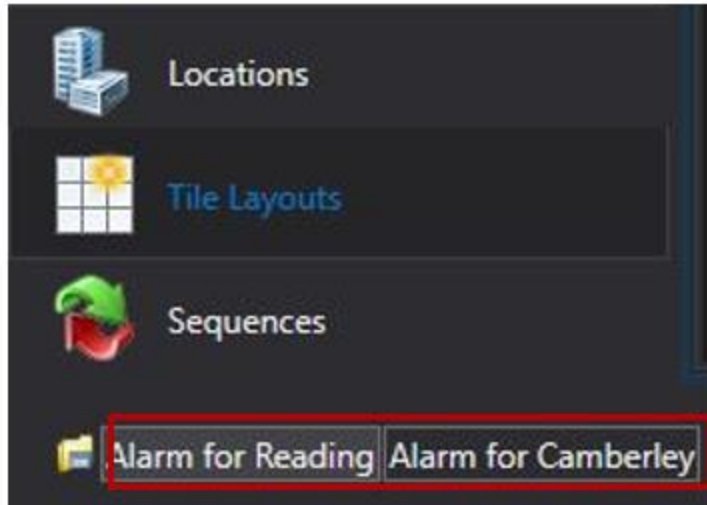 Locations
Tile Layouts
Sequences
Alarm for Reading Alarm for Camberley